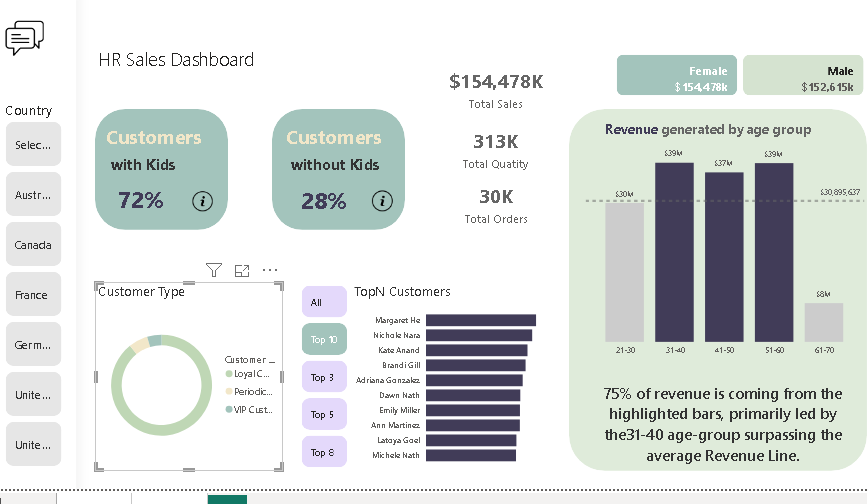 HR Sales Dashboard
Country
Selec...
Austr...
Canada
France
Germ...
Unite...
Unite...
Customers
with Kids
72%
Customers
without Kids
28%
$154,478K
Total Sales
313K
Total Quatity
30K
Total Orders
Female
$154,478k
Male
$152,615k
Revenue generated by age group
$30M
$39M
$37M
$39M
$8M
$30,895,637
21-30
31-40
41-50
51-60
61-70
75% of revenue is coming from the
highlighted bars, primarily led by
the31-40 age-group surpassing the
average Revenue Line.
Customer Type
Customer ...
Loyal C...
Periodic...
VIP Cust...
All
Top 10
Top 3
Top 5
Top 8
TopN Customers
Margaret He
Nichole Nara
Kate Anand
Brandi Gill
Adriana Gonzalez
Dawn Nath
Emily Miller
Ann Martinez
Latoya Goel
Michele Nath